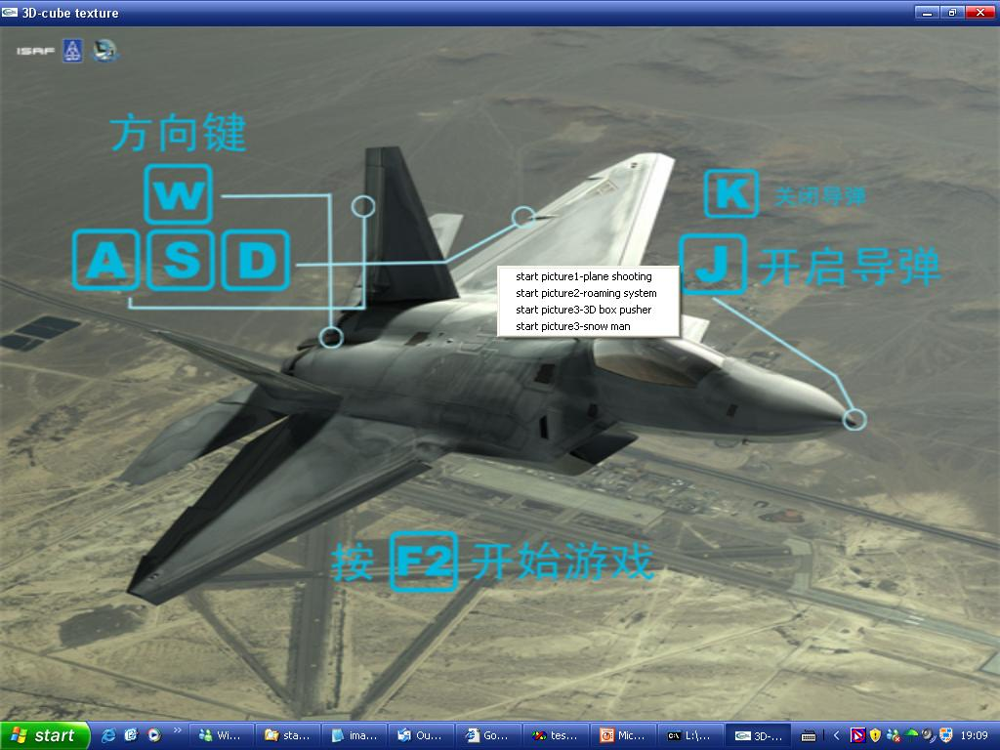 3D-cube texture
ISAF
方向键
W
A S D
K 关闭导弹
J 开启导弹
start picture1-plane shooting
start picture2-roaming system
start picture3-3D box pusher
start picture3-snow man
按 F2 开始游戏
start
Wi...
sta...
ima...
Ou...
Go...
tes...
Mic...
L:\...
3D-...
19:09